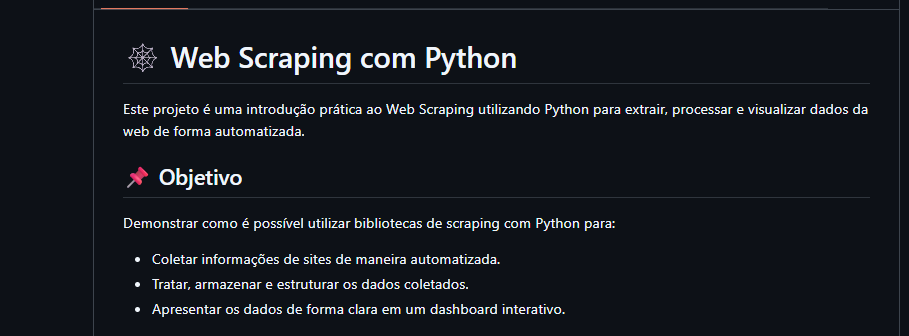 🕸️ Web Scraping com Python
Este projeto é uma introdução prática ao Web Scraping utilizando Python para extrair, processar e visualizar dados da
web de forma automatizada.
📌 Objetivo
Demonstrar como é possível utilizar bibliotecas de scraping com Python para:
• Coletar informações de sites de maneira automatizada.
• Tratar, armazenar e estruturar os dados coletados.
• Apresentar os dados de forma clara em um dashboard interativo.